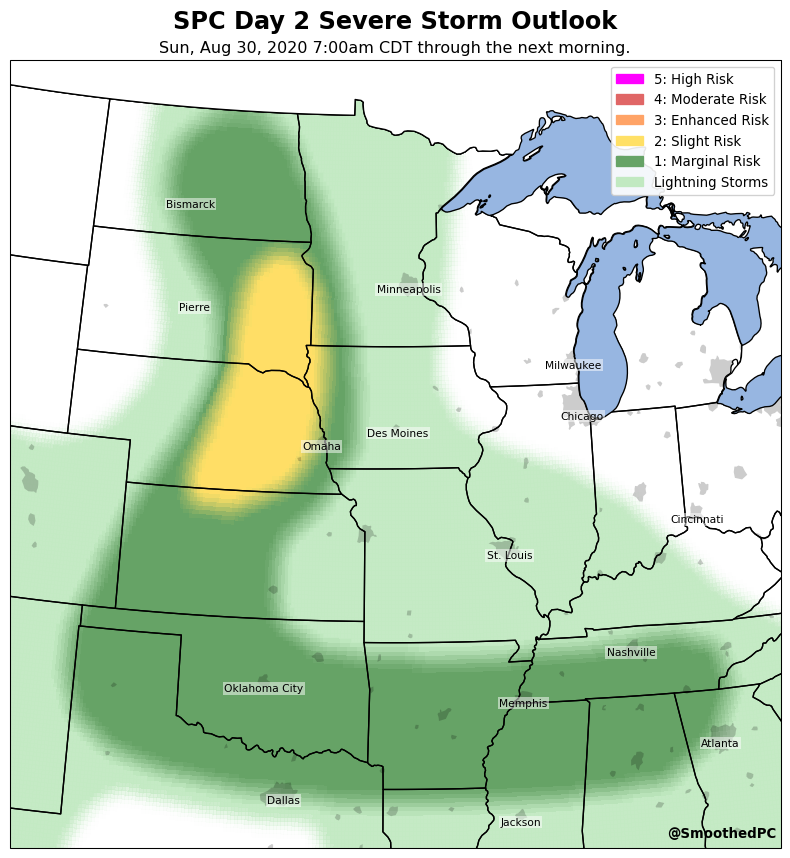 SPC Day 2 Severe Storm Outlook
Sun, Aug 30, 2020 7:00am CDT through the next morning.
5: High Risk
4: Moderate Risk
3: Enhanced Risk
2: Slight Risk
1: Marginal Risk
Lightning Storms
Bismarck
Minneapolis
Pierre
Milwaukee
Chicago
Des Moines
Omaha
Cincinnati
St. Louis
Nashville
Oklahoma City
Memphis
Atlanta
Dallas
Jackson
@SmoothedPC